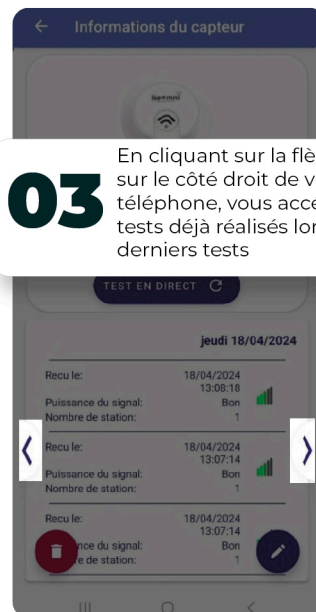 Informations du capteur
03
En cliquant sur la flè
sur le côté droit de v
téléphone, vous accé
tests déjà réalisés lor
derniers tests
TEST EN DIRECT
jeudi 18/04/2024
Recu le: 18/04/2024
13:08:18
Puissance du signal: Bon
Nombre de station: 1
Recu le: 18/04/2024
13:07:14
Puissance du signal: Bon
Nombre de station: 1
Recu le: 18/04/2024
13:07:14
nce du signal: Bon
re de station: 1